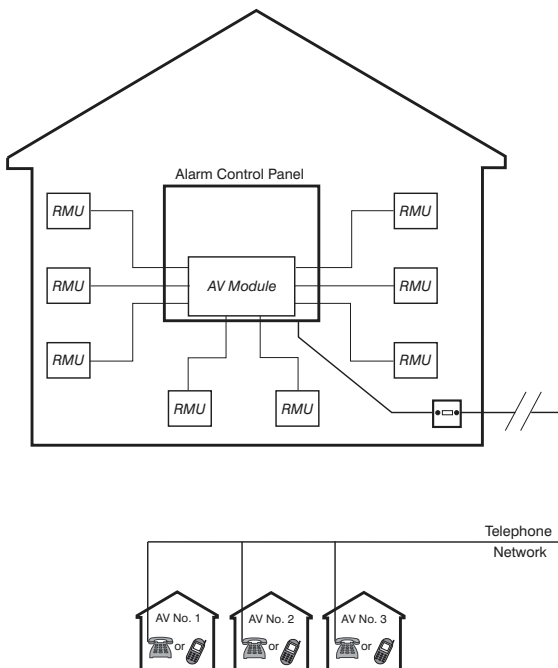 Alarm Control Panel
RMU
RMU
RMU
RMU
AV Module
RMU
RMU
RMU
RMU
Telephone
Network
AV No. 1
AV No. 2
AV No. 3
or
or
or